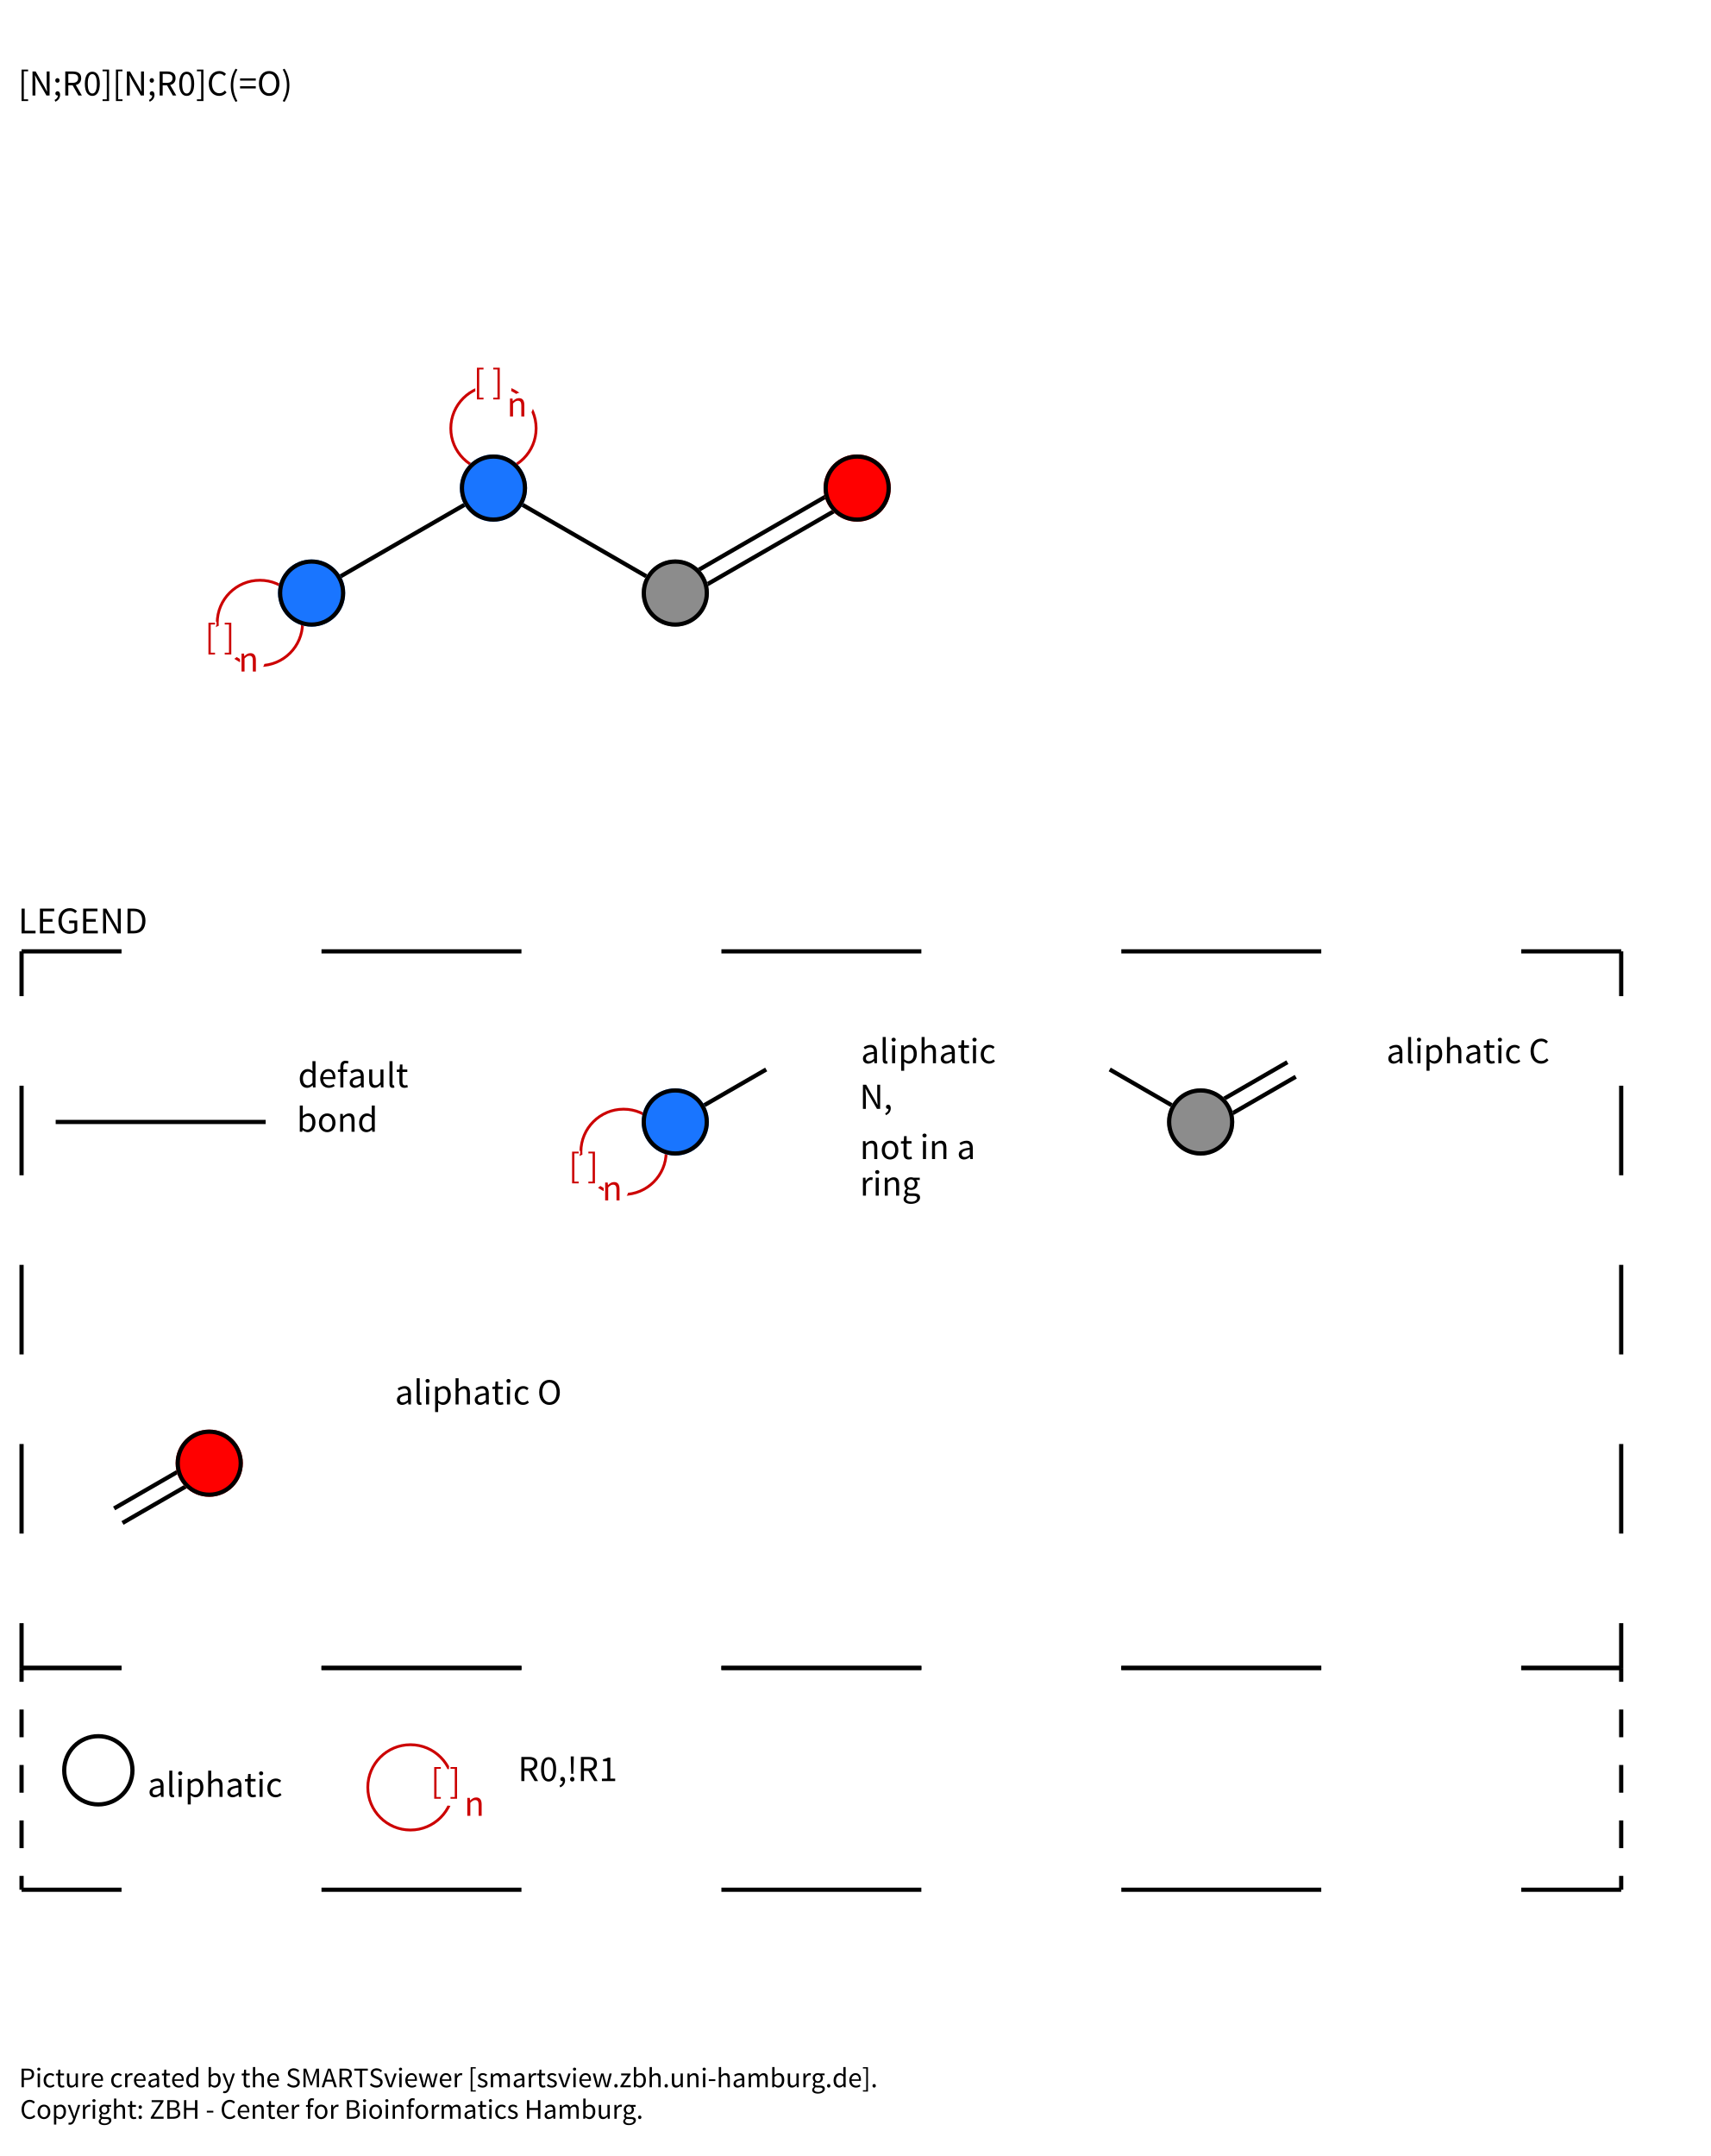 [N;R0][N;R0]C(=O)
[ ]n
[ ]n
LEGEND
default
bond
[ ]n
aliphatic
N,
not in a
ring
aliphatic C
aliphatic O
aliphatic
[ ]n
R0,!R1
Picture created by the SMARTSviewer [smartsview.zbh.uni-hamburg.de].
Copyright: ZBH - Center for Bioinformatics Hamburg.